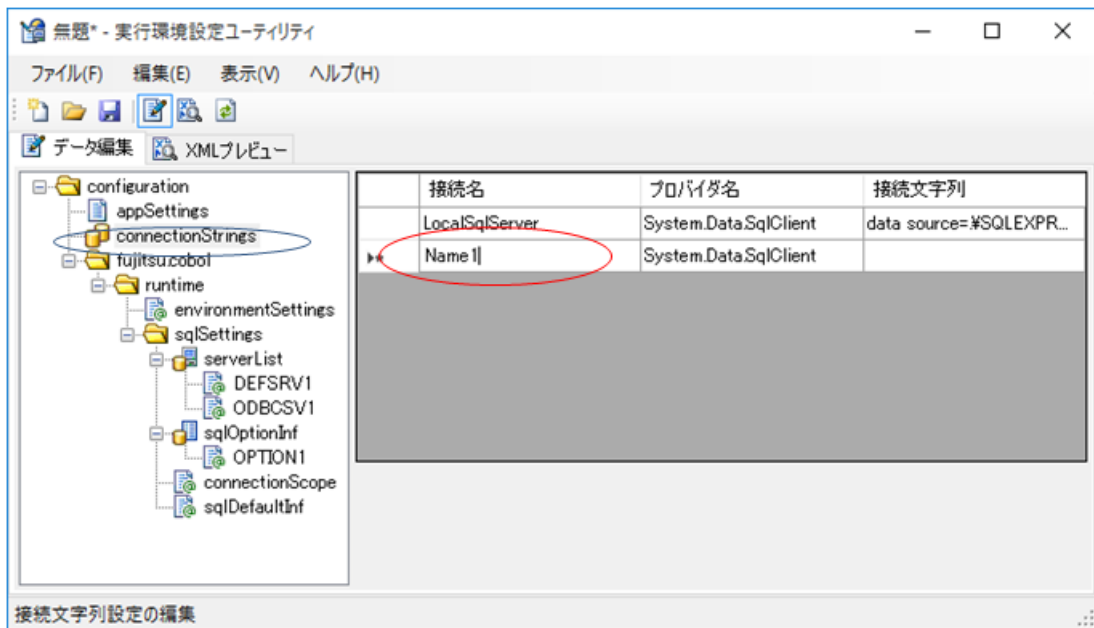 無題* - 実行環境設定ユーティリティ
ファイル(F) 編集(E) 表示(V) ヘルプ(H)
データ編集 XMLプレビュー
configuration
appSettings
connectionStrings
fujitsu.cobol
runtime
environmentSettings
sqlSettings
serverList
DEFSRV1
ODBCSV1
sqlOptionInf
OPTION1
connectionScope
sqlDefaultInf
接続名 プロバイダ名 接続文字列
LocalSqlServer System.Data.SqlClient data source=.¥SQLEXPR...
Name1 System.Data.SqlClient
接続文字列設定の編集